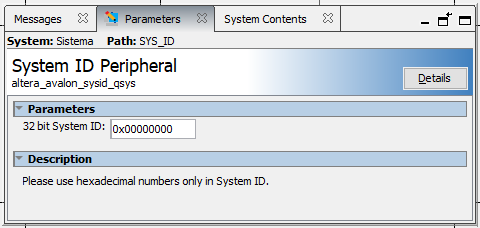 Messages Parameters System Contents
System: Sistema Path: SYS_ID
System ID Peripheral
altera_avalon_sysid_qsys
Details
Parameters
32 bit System ID: 0x00000000
Description
Please use hexadecimal numbers only in System ID.